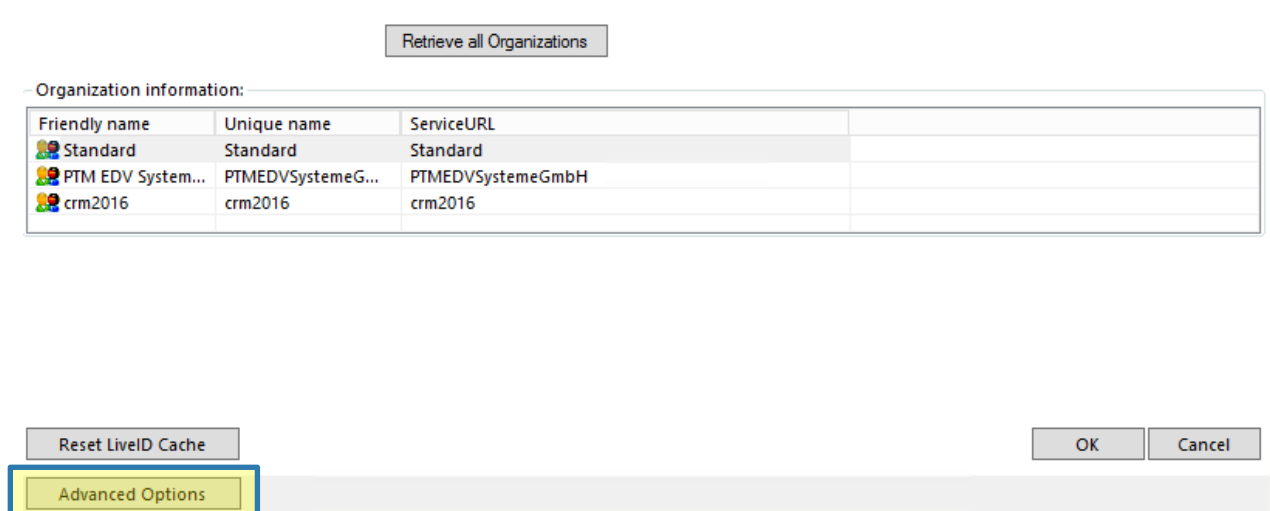 Retrieve all Organizations
Organization information:
Friendly name Unique name ServiceURL
Standard Standard Standard
PTM EDV System... PTMEDVSystemeG... PTMEDVSystemeGmbH
crm2016 crm2016 crm2016
Reset LiveID Cache OK Cancel
Advanced Options